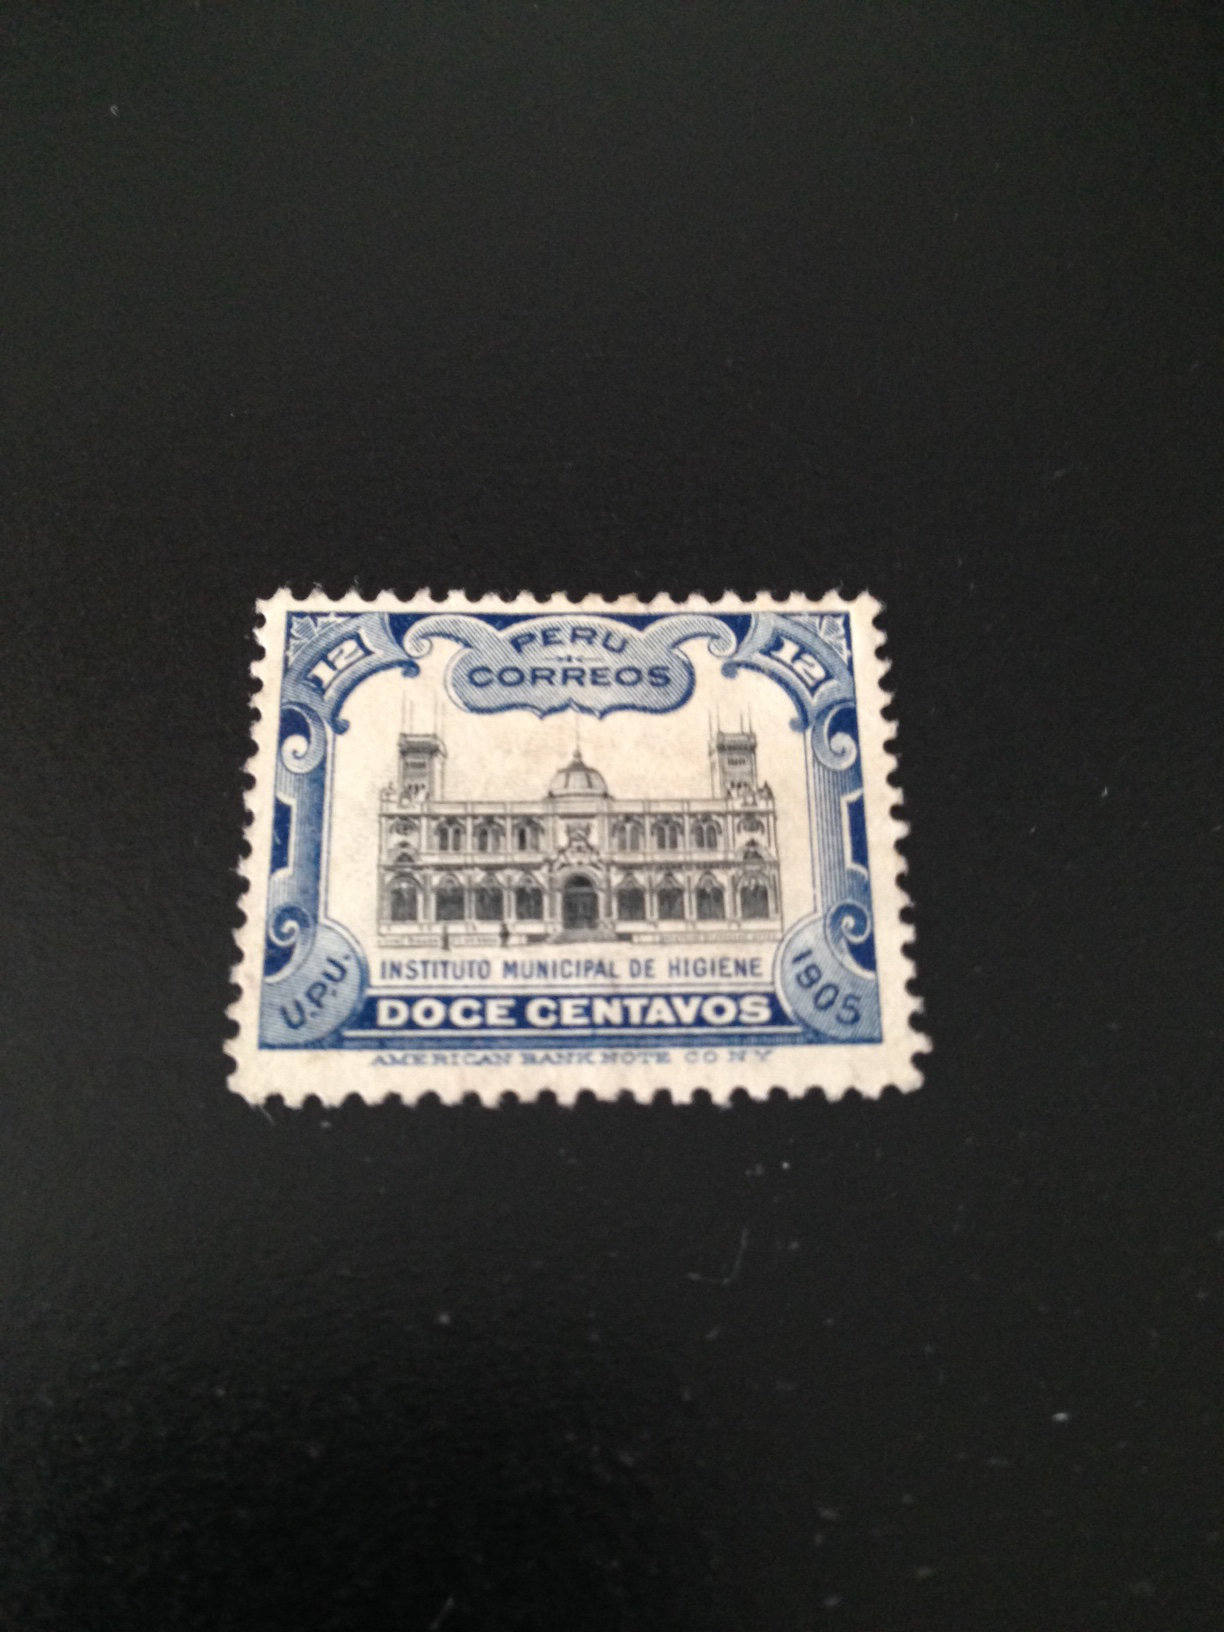 PERU
CORREOS
12
12
INSTITUTO MUNICIPAL DE HIGIENE
U.P.U.
1905
DOCE CENTAVOS
AMERICAN BANK NOTE CO NY